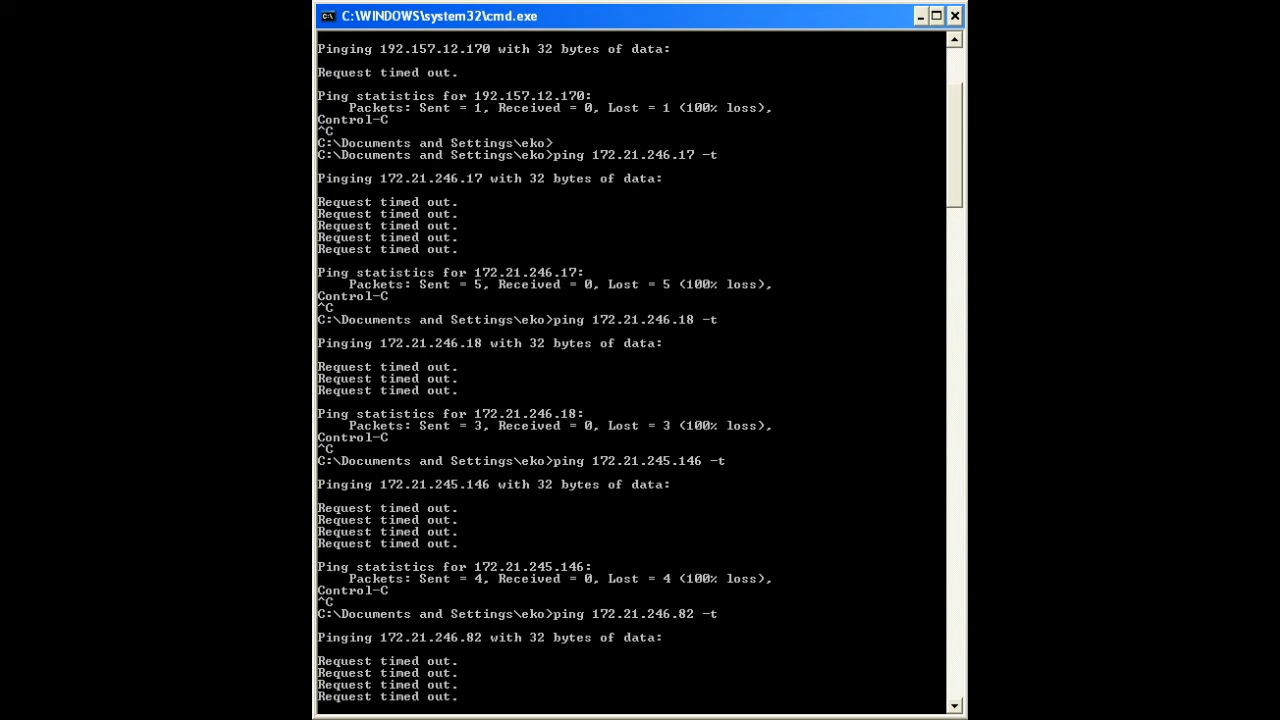 C:\WINDOWS\system32\cmd.exe
Pinging 192.157.12.170 with 32 bytes of data:
Request timed out.
Ping statistics for 192.157.12.170:
Packets: Sent = 1, Received = 0, Lost = 1 (100% loss),
Control-C
^C
C:\Documents and Settings\eko>
C:\Documents and Settings\eko>ping 172.21.246.17 -t
Pinging 172.21.246.17 with 32 bytes of data:
Request timed out.
Request timed out.
Request timed out.
Request timed out.
Request timed out.
Ping statistics for 172.21.246.17:
Packets: Sent = 5, Received = 0, Lost = 5 (100% loss),
Control-C
^C
C:\Documents and Settings\eko>ping 172.21.246.18 -t
Pinging 172.21.246.18 with 32 bytes of data:
Request timed out.
Request timed out.
Request timed out.
Ping statistics for 172.21.246.18:
Packets: Sent = 3, Received = 0, Lost = 3 (100% loss),
Control-C
^C
C:\Documents and Settings\eko>ping 172.21.245.146 -t
Pinging 172.21.245.146 with 32 bytes of data:
Request timed out.
Request timed out.
Request timed out.
Request timed out.
Ping statistics for 172.21.245.146:
Packets: Sent = 4, Received = 0, Lost = 4 (100% loss),
Control-C
^C
C:\Documents and Settings\eko>ping 172.21.246.82 -t
Pinging 172.21.246.82 with 32 bytes of data:
Request timed out.
Request timed out.
Request timed out.
Request timed out.